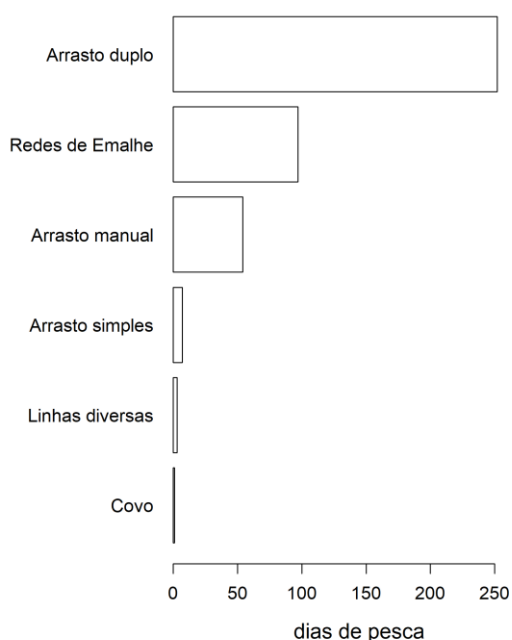 Arrasto duplo
Redes de Emalhe
Arrasto manual
Arrasto simples
Linhas diversas
Covo
0 50 100 150 200 250
dias de pesca